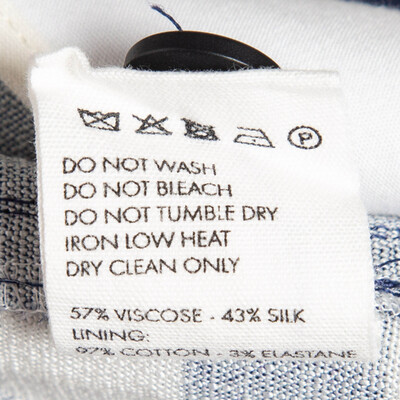 P
DO NOT WASH
DO NOT BLEACH
DO NOT TUMBLE DRY
IRON LOW HEAT
DRY CLEAN ONLY
57% VISCOSE - 43% SILK
LINING:
97% COTTON - 3% ELASTANE